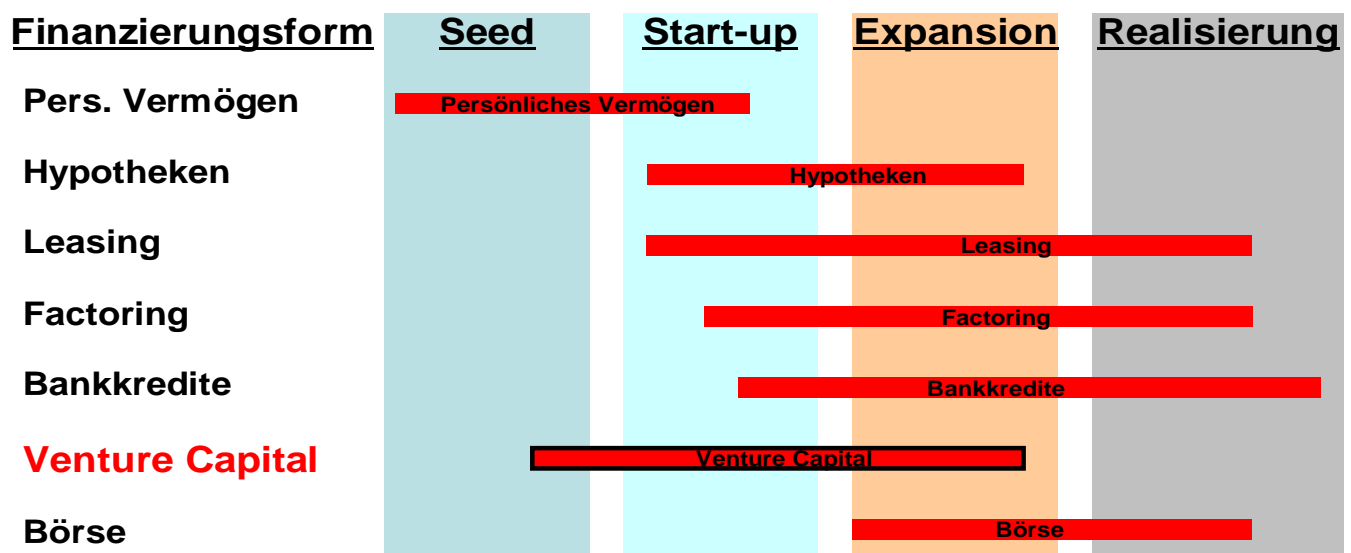 Finanzierungsform Seed Start-up Expansion Realisierung
Pers. Vermögen Persönliches Vermögen
Hypotheken Hypotheken
Leasing Leasing
Factoring Factoring
Bankkredite Bankkredite
Venture Capital Venture Capital
Börse Börse